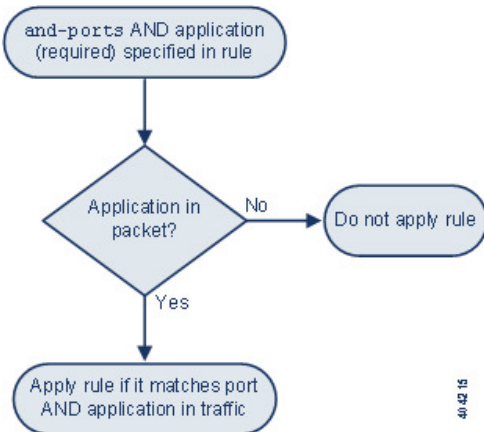 and-ports AND application
(required) specified in rule
Application in
packet?
No
Do not apply rule
Yes
Apply rule if it matches port
AND application in traffic
404215